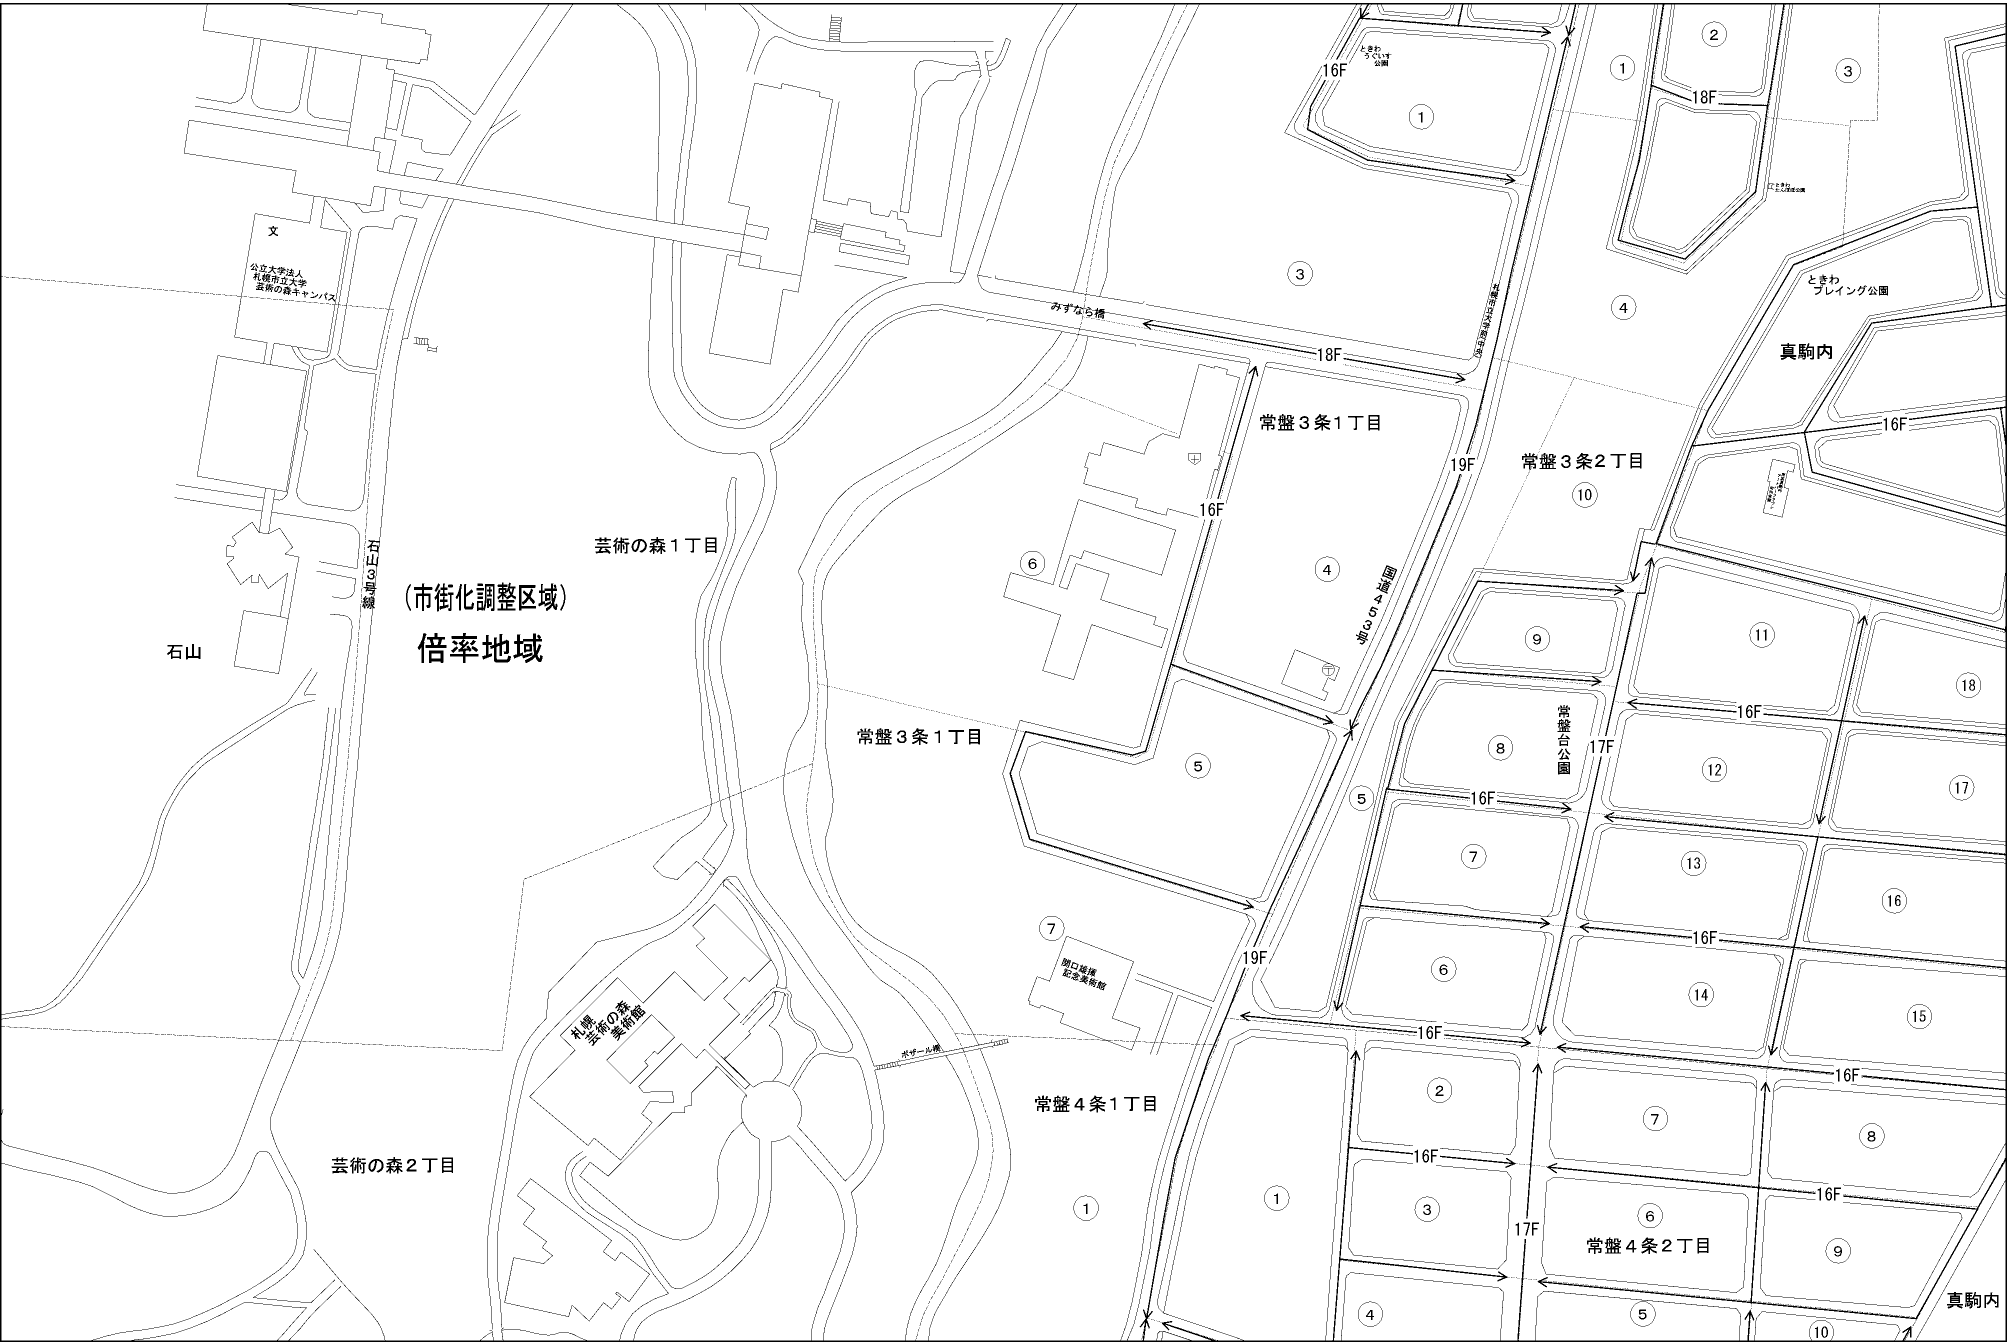 ときわ
うぐいす
公園
16F
①
①
②
③
18F
文
公立大学法人
札幌市立大学
芸術の森キャンパス
③
④
ときわ
プレイング公園
真駒内
みずなら橋
18F
常盤3条1丁目
常盤3条2丁目
⑩
19F
16F
16F
石山3号線
芸術の森1丁目
(市街化調整区域)
倍率地域
石山
⑥
④
国道453号
⑨
⑪
⑱
16F
常盤台公園
17F
常盤3条1丁目
⑤
⑤
⑧
⑫
⑰
16F
⑦
⑬
⑯
⑦
記念美術館
19F
⑥
16F
⑭
⑮
札幌
芸術の森
美術館
ボザール橋
16F
16F
常盤4条1丁目
②
⑦
⑧
芸術の森2丁目
16F
16F
①
①
③
17F
⑥
常盤4条2丁目
⑨
④
⑤
⑩
真駒内